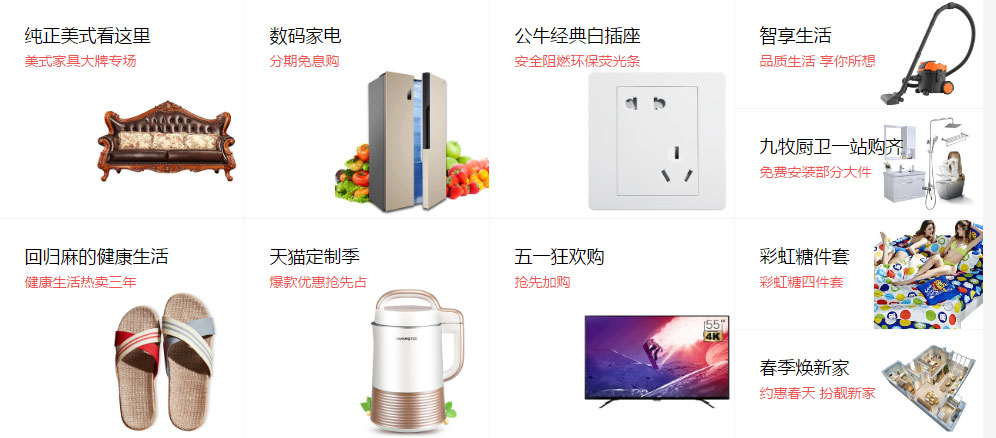 纯正美式看这里
美式家具大牌专场
数码家电
分期免息购
公牛经典白插座
安全阻燃环保荧光条
智享生活
品质生活 享你所想
九牧厨卫一站购齐
免费安装部分大件
回归麻的健康生活
健康生活热卖三年
天猫定制季
爆款优惠抢先占
Joyoung
五一狂欢购
抢先加购
55"
4K
彩虹糖件套
彩虹糖四件套
春季焕新家
约惠春天 扮靓新家